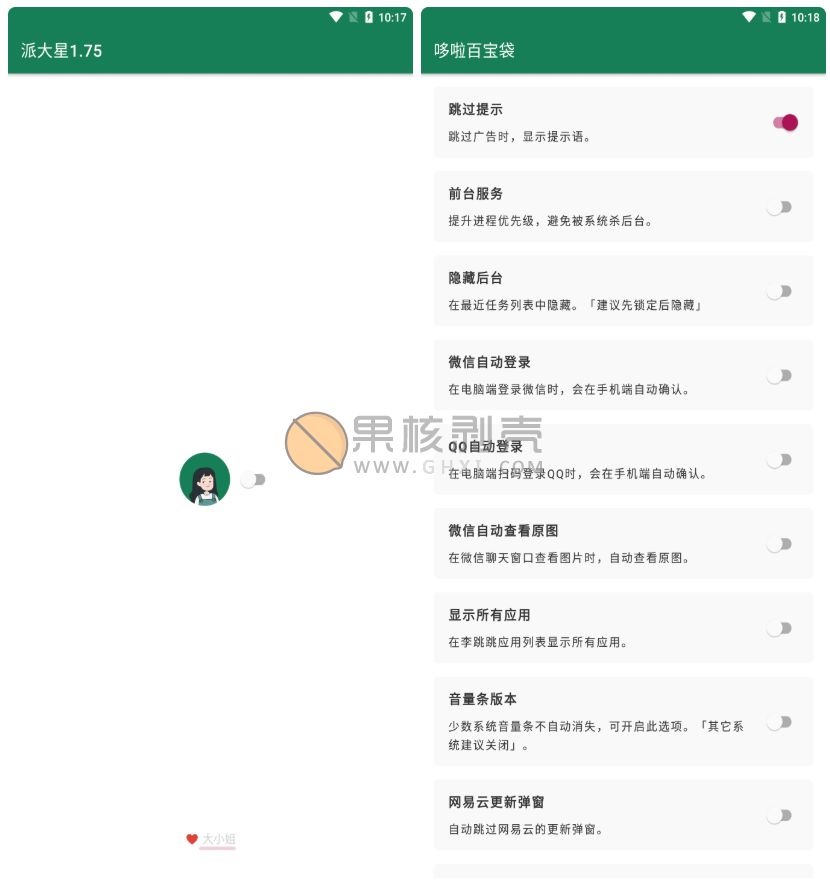 10:17
派大星1.75
大小姐
10:18
哆啦百宝袋
跳过提示
跳过广告时，显示提示语。
前台服务
提升进程优先级，避免被系统杀后台。
隐藏后台
在最近任务列表中隐藏。「建议先锁定后隐藏」
微信自动登录
在电脑端登录微信时，会在手机端自动确认。
果核剥壳
QQ自动登录
WWW.GHXI.COM
在电脑端扫码登录QQ时，会在手机端自动确认。
微信自动查看原图
在微信聊天窗口查看图片时，自动查看原图。
显示所有应用
在李跳跳应用列表显示所有应用。
音量条版本
少数系统音量条不自动消失，可开启此选项。「其它系
统建议关闭」。
网易云更新弹窗
自动跳过网易云的更新弹窗。